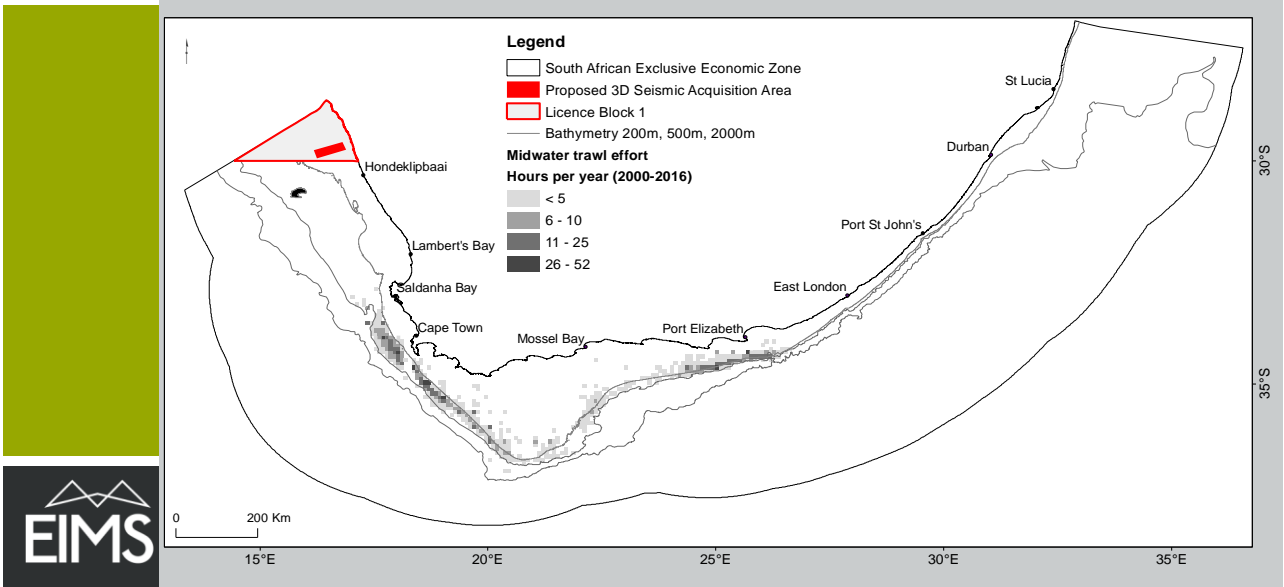 Legend
South African Exclusive Economic Zone
Proposed 3D Seismic Acquisition Area
Licence Block 1
Bathymetry 200m, 500m, 2000m
Midwater trawl effort
Hours per year (2000-2016)
< 5
6 - 10
11 - 25
26 - 52
St Lucia
Durban
Port St John's
East London
Port Elizabeth
Mossel Bay
Cape Town
Saldanha Bay
Lambert's Bay
Hondeklipbaai
30°S
35°S
0 200 Km
15°E 20°E 25°E 30°E 35°E
EIMS